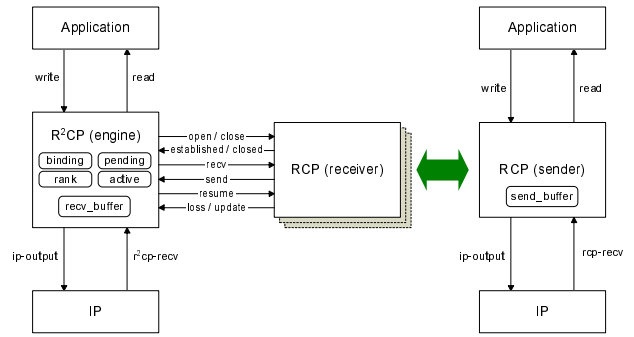 Application
write
read
R²CP (engine)
binding
pending
rank
active
recv_buffer
ip-output
r²cp-recv
IP
open / close
established / closed
recv
send
resume
loss / update
RCP (receiver)
Application
write
read
RCP (sender)
send_buffer
ip-output
rcp-recv
IP